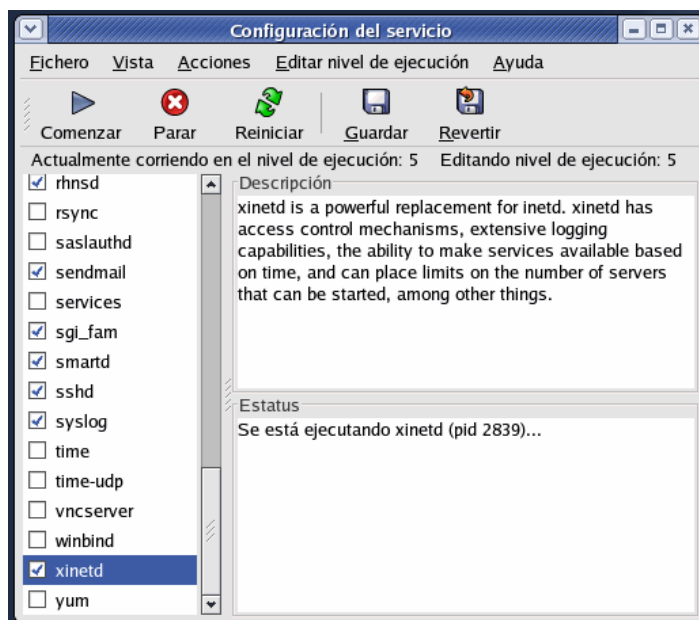 Configuración del servicio
Fichero Vista Acciones Editar nivel de ejecución Ayuda
Comenzar Parar Reiniciar Guardar Revertir
Actualmente corriendo en el nivel de ejecución: 5 Editando nivel de ejecución: 5
rhnsd
rsync
saslauthd
sendmail
services
sgi_fam
smartd
sshd
syslog
time
time-udp
vncserver
winbind
xinetd
yum
Descripción
xinetd is a powerful replacement for inetd. xinetd has
access control mechanisms, extensive logging
capabilities, the ability to make services available based
on time, and can place limits on the number of servers
that can be started, among other things.
Estatus
Se está ejecutando xinetd (pid 2839)...